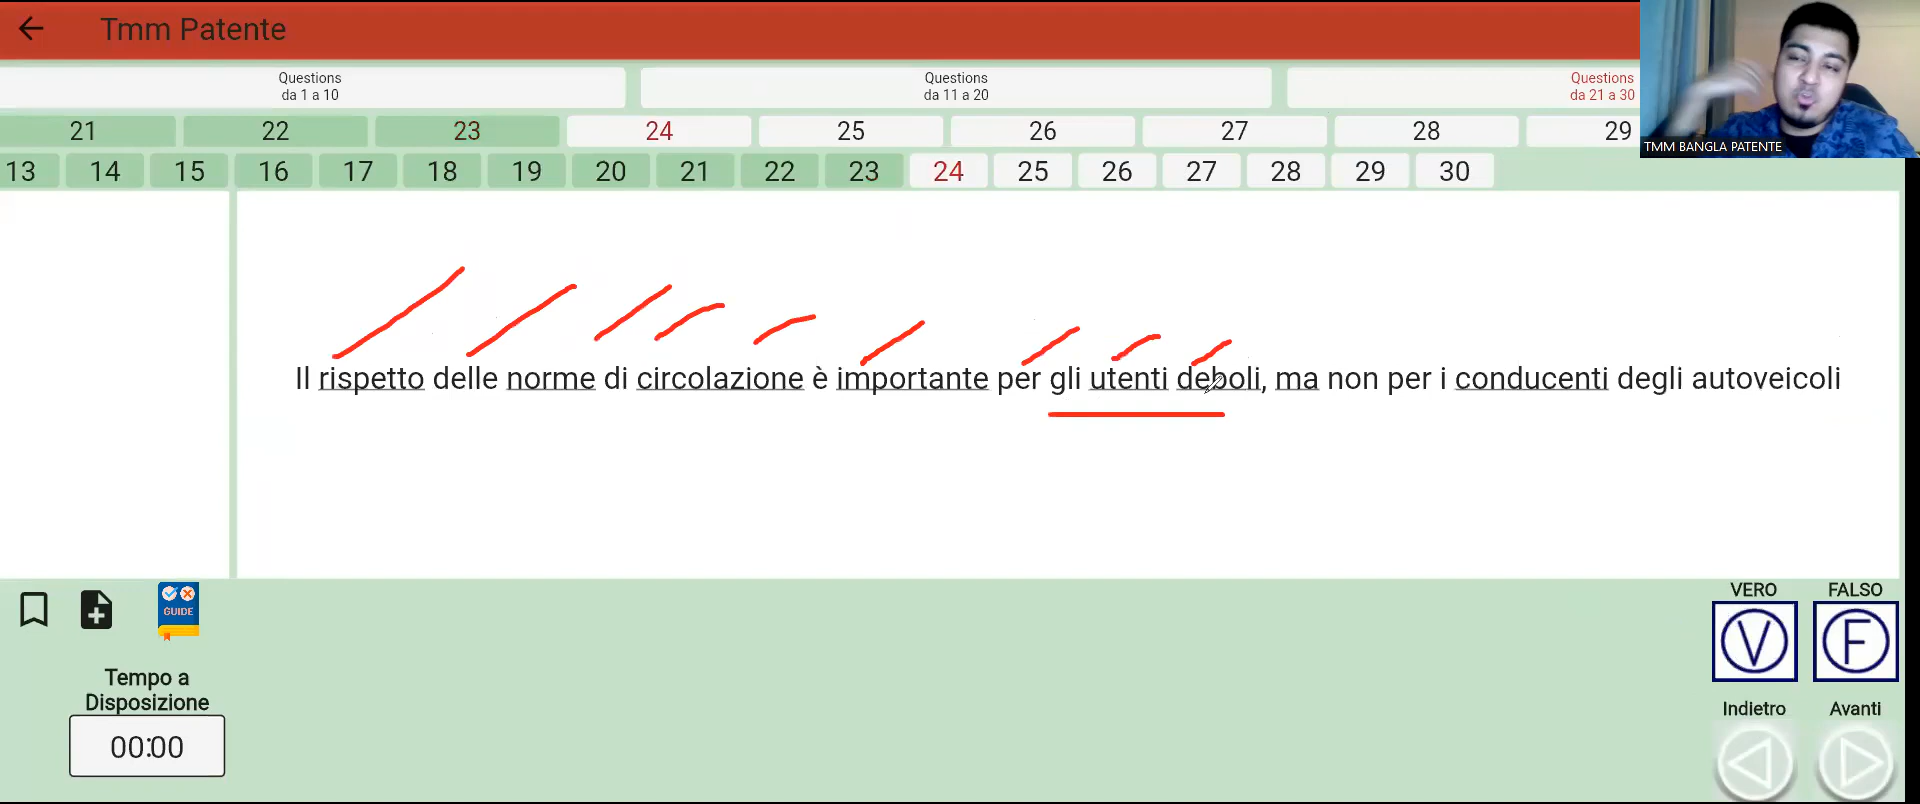 Tmm Patente
Questions
da 1 a 10
Questions
da 11 a 20
Questions
da 21 a 30
21 22 23 24 25 26 27 28 29
TMM BANGLA PATENTE
13 14 15 16 17 18 19 20 21 22 23 24 25 26 27 28 29 30
Il rispetto delle norme di circolazione è importante per gli utenti deboli, ma non per i conducenti degli autoveicoli
GUIDE
VERO FALSO
V F
Tempo a
Disposizione
00:00
Indietro Avanti